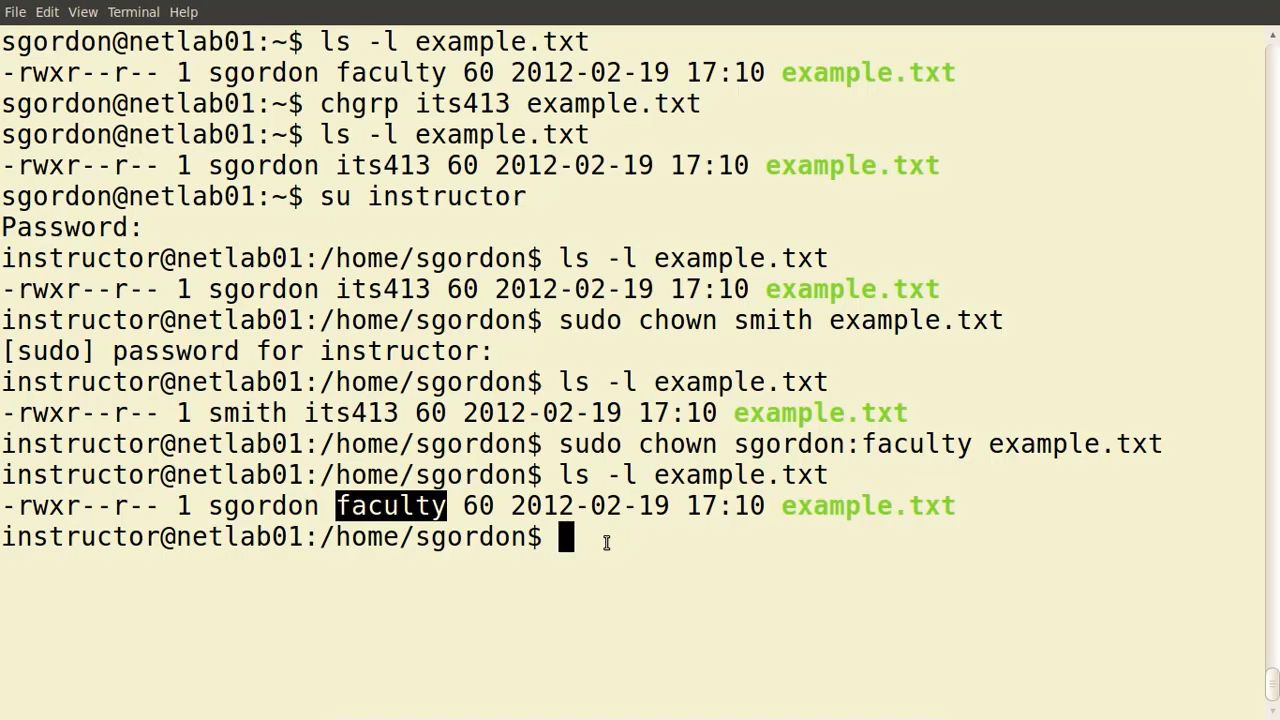 File Edit View Terminal Help
sgordon@netlab01:~$ ls -l example.txt
-rwxr--r-- 1 sgordon faculty 60 2012-02-19 17:10 example.txt
sgordon@netlab01:~$ chgrp its413 example.txt
sgordon@netlab01:~$ ls -l example.txt
-rwxr--r-- 1 sgordon its413 60 2012-02-19 17:10 example.txt
sgordon@netlab01:~$ su instructor
Password:
instructor@netlab01:/home/sgordon$ ls -l example.txt
-rwxr--r-- 1 sgordon its413 60 2012-02-19 17:10 example.txt
instructor@netlab01:/home/sgordon$ sudo chown smith example.txt
[sudo] password for instructor:
instructor@netlab01:/home/sgordon$ ls -l example.txt
-rwxr--r-- 1 smith its413 60 2012-02-19 17:10 example.txt
instructor@netlab01:/home/sgordon$ sudo chown sgordon:faculty example.txt
instructor@netlab01:/home/sgordon$ ls -l example.txt
-rwxr--r-- 1 sgordon faculty 60 2012-02-19 17:10 example.txt
instructor@netlab01:/home/sgordon$